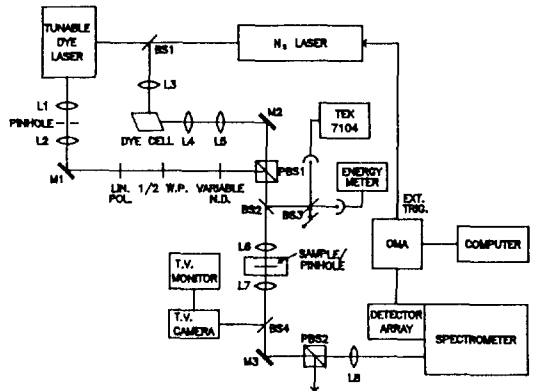 TUNABLE
DYE
LASER
BS1
N₂ LASER
L1
PINHOLE
L2
L3
DYE CELL
L4
L5
M2
TEX
7104
M1
LIN.
POL.
1/2 W.P.
VARIABLE
N.D.
PBS1
ENERGY
METER
BS2
BS3
EXT.
TRIG.
L6
SAMPLE/
PINHOLE
L7
OMA
COMPUTER
T.V.
MONITOR
T.V.
CAMERA
BS4
DETECTOR
ARRAY
SPECTROMETER
M3
PBS2
L8